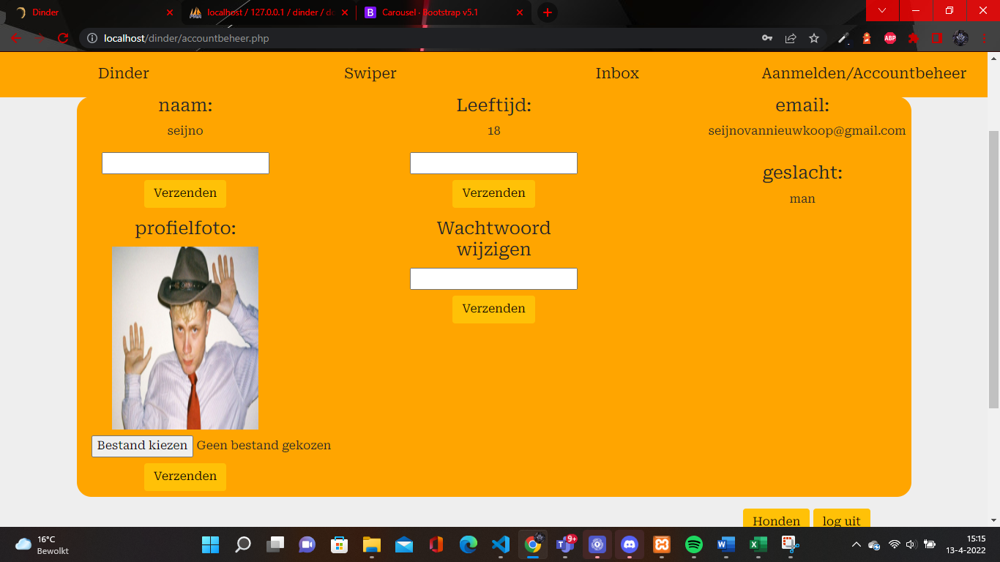 Dinder
localhost / 127.0.0.1 / dinder / de
Carousel · Bootstrap v5.1
localhost/dinder/accountbeheer.php
ABP
Dinder Swiper Inbox Aanmelden/Accountbeheer
naam: Leeftijd: email:
seijno 18 seijnovannieuwkoop@gmail.com
geslacht:
Verzenden Verzenden man
profielfoto: Wachtwoord
wijzigen
Verzenden
Bestand kiezen Geen bestand gekozen
Verzenden
Honden log uit
16°C
Bewolkt
9+
15:15
13-4-2022